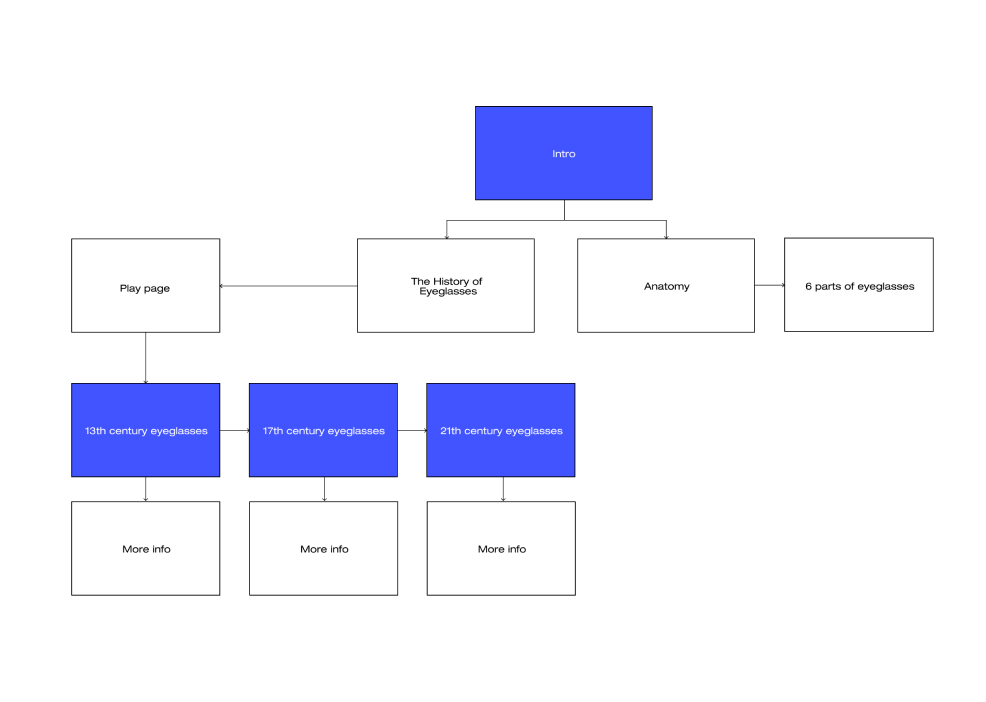 Intro
Play page
The History of
Eyeglasses
Anatomy
6 parts of eyeglasses
13th century eyeglasses
17th century eyeglasses
21th century eyeglasses
More info
More info
More info